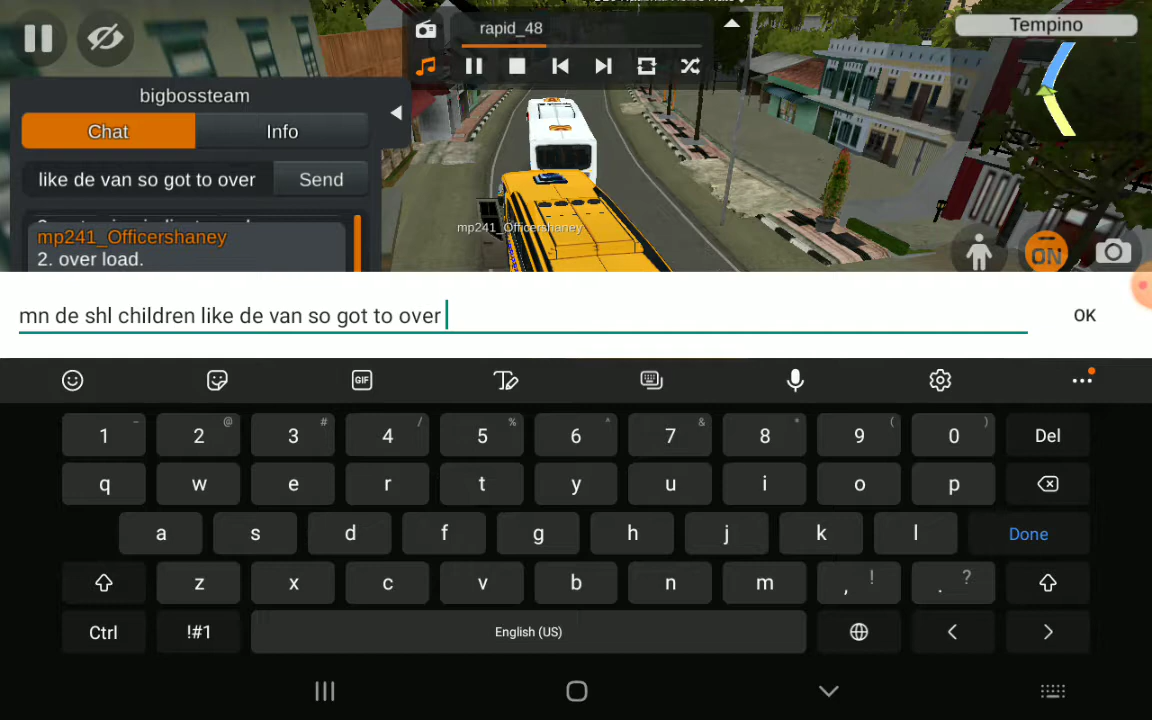 rapid_48
Tempino
bigbossteam
Chat
Info
like de van so got to over
Send
mp241_Officershaney
2. over load.
mp241_Officershaney
ON
mn de shl children like de van so got to over
OK
GIF
1 2 3 4 5 6 7 8 9 0 Del
q w e r t y u i o p
a s d f g h j k l Done
z x c v b n m , ! . ?
Ctrl !#1 English (US) < >